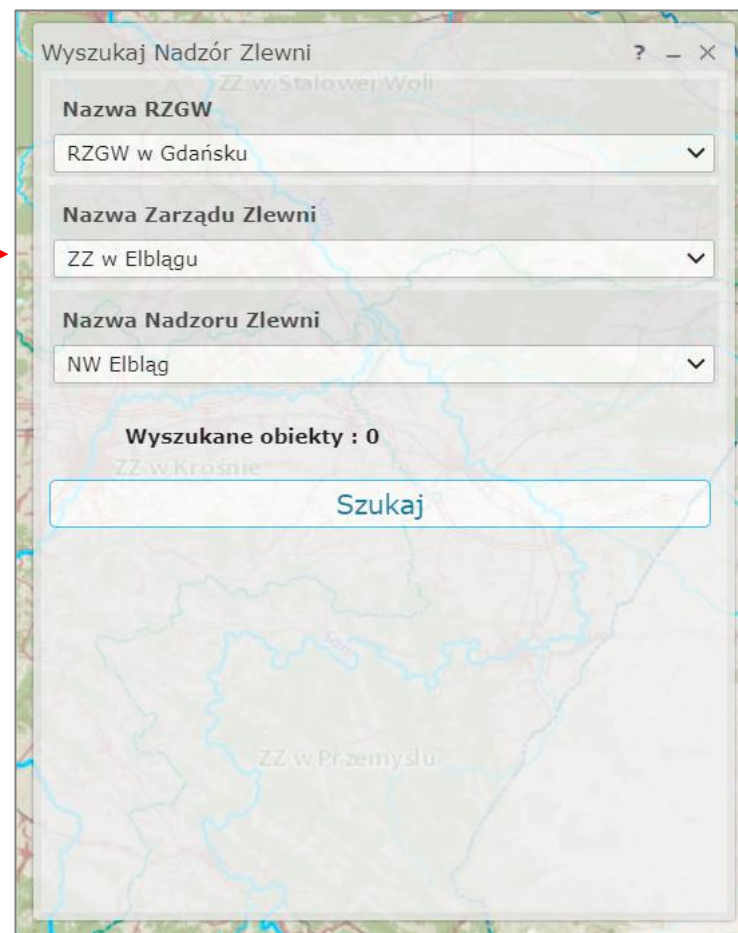 Wyszukaj Nadzór Zlewni ? – ×
ZZ w Stalowej Woli
Nazwa RZGW
RZGW w Gdańsku
Nazwa Zarządu Zlewni
San
ZZ w Elblągu
Nazwa Nadzoru Zlewni
NW Elbląg
Wyszukane obiekty : 0
ZZ w Krośnie
Szukaj
San
ZZ w Przemyślu